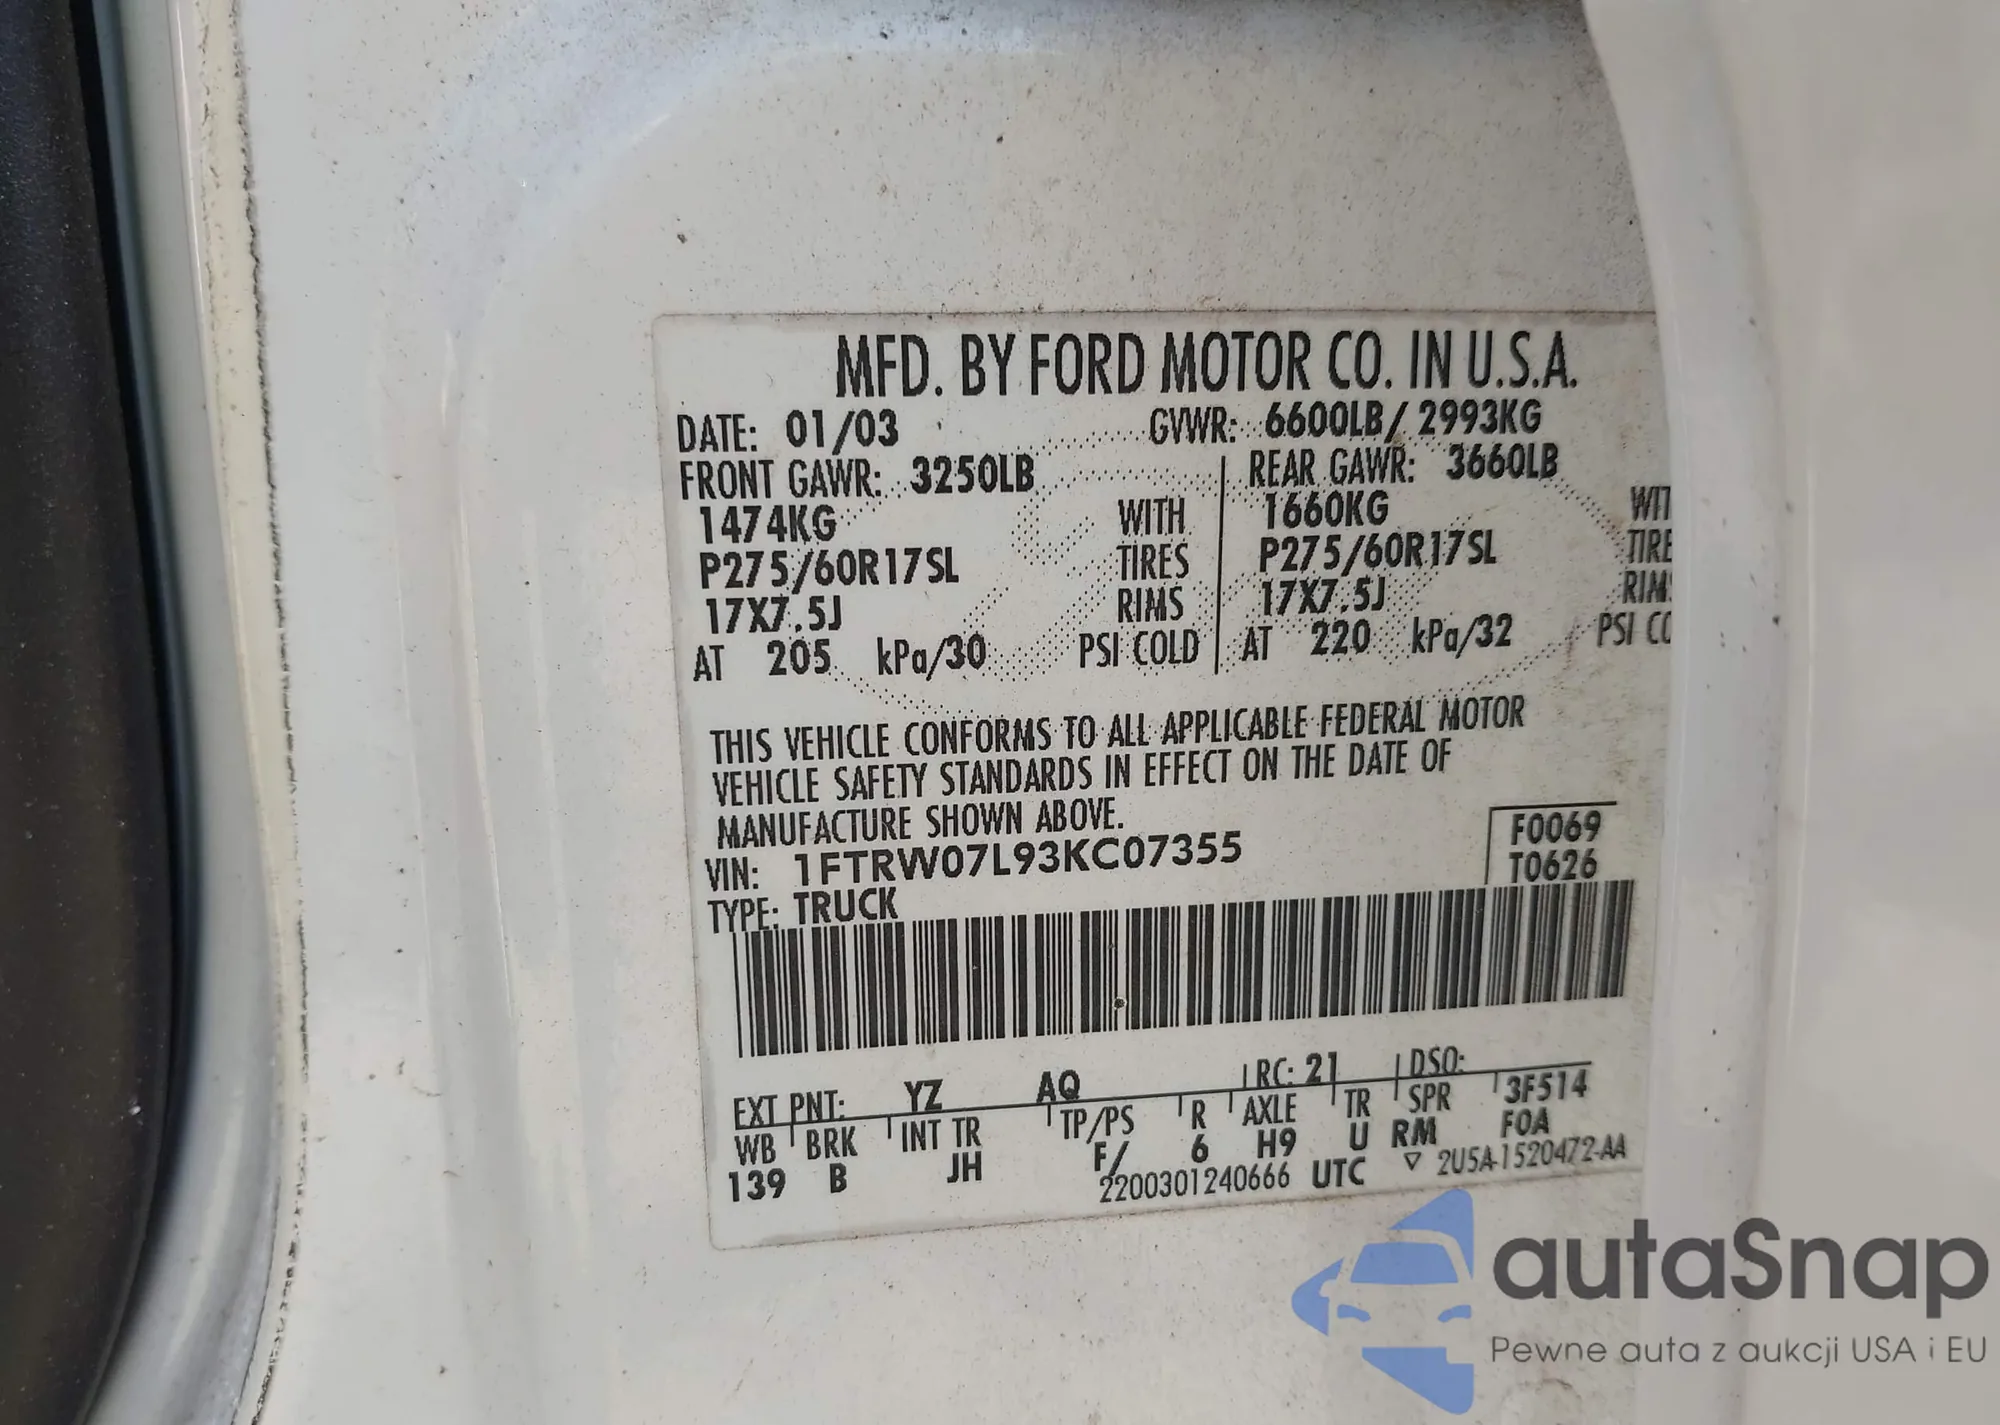 MFD. BY FORD MOTOR CO. IN U.S.A.
DATE: 01/03 GVWR: 6600LB/ 2993KG
FRONT GAWR: 3250LB REAR GAWR: 3660LB
1474KG WITH 1660KG WIT
P275/60R17SL TIRES P275/60R17SL TIRE
17X7.5J RIMS 17X7.5J RIM
AT 205 kPa/30 PSI COLD AT 220 kPa/32 PSI CO
THIS VEHICLE CONFORMS TO ALL APPLICABLE FEDERAL MOTOR
VEHICLE SAFETY STANDARDS IN EFFECT ON THE DATE OF
MANUFACTURE SHOWN ABOVE.
F0069
VIN: 1FTRW07L93KC07355
T0626
TYPE: TRUCK
EXT PNT: YZ AQ RC: 21 DSO:
WB BRK INT TR TP/PS R AXLE TR SPR 3F514
139 B JH F/ 6 H9 U RM F0A
2200301240666 UTC ▽ 2U5A-1520472-AA
autaSnap
Pewne auta z aukcji USA i EU